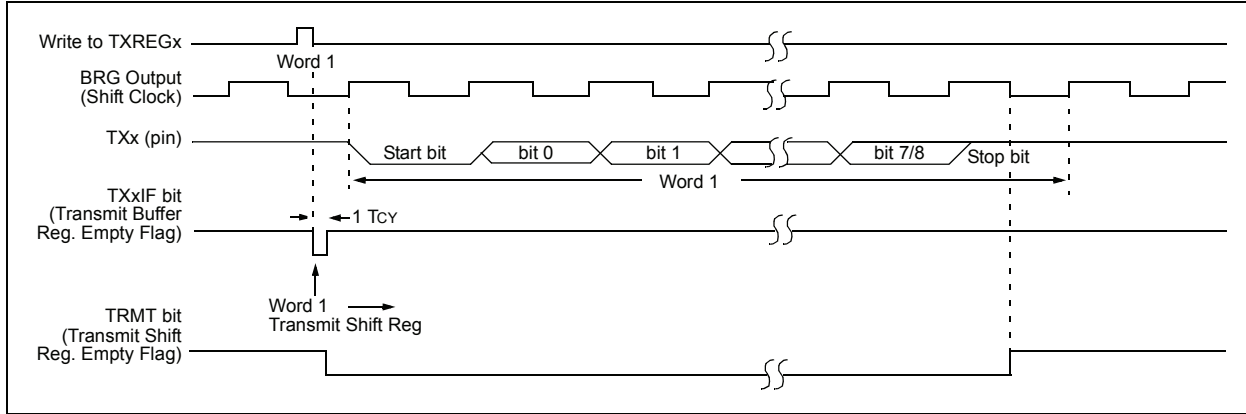 Write to TXREGx
Word 1
BRG Output
(Shift Clock)
TXx (pin)
Start bit
bit 0
bit 1
bit 7/8
Stop bit
Word 1
TXxIF bit
(Transmit Buffer
Reg. Empty Flag)
1 TCY
Word 1
Transmit Shift Reg
TRMT bit
(Transmit Shift
Reg. Empty Flag)